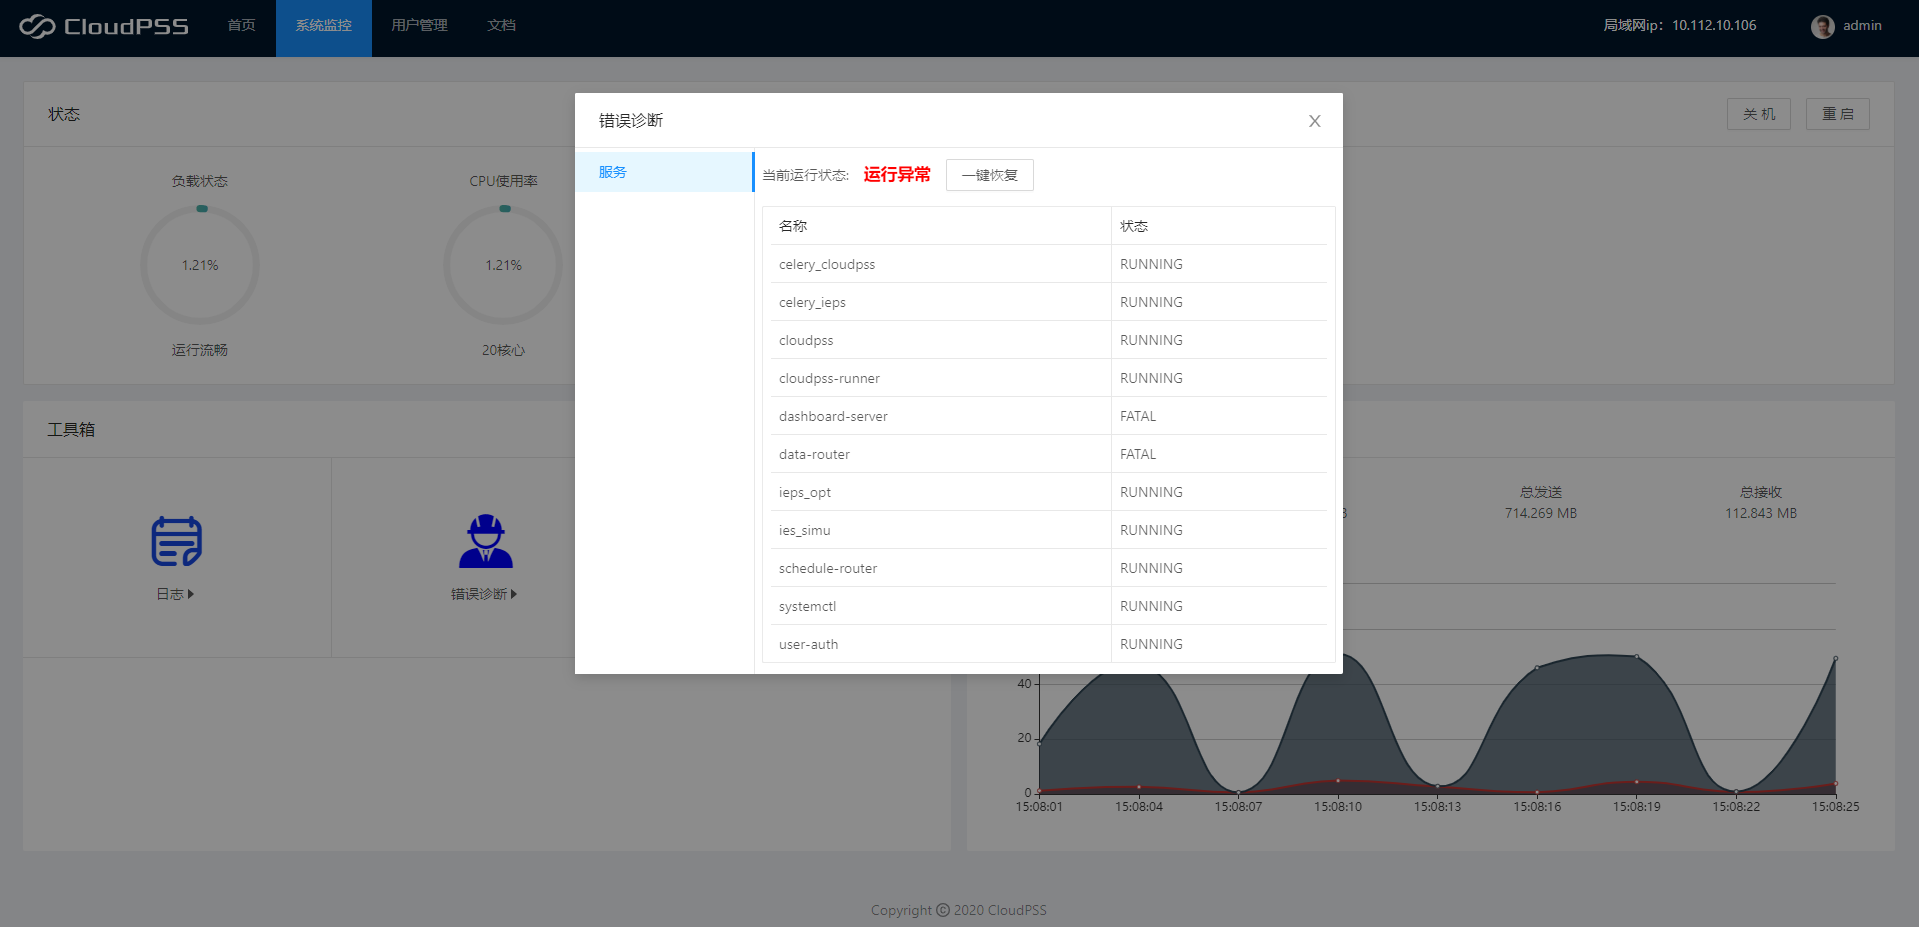 CloudPSS 首页 系统监控 用户管理 文档 局域网ip: 10.112.10.106 admin
状态 关 机 重 启
负载状态 CPU使用率
1.21% 1.21%
运行流畅 20核心
错误诊断
服务
当前运行状态: 运行异常 一键恢复
名称 状态
celery_cloudpss RUNNING
celery_ieps RUNNING
cloudpss RUNNING
cloudpss-runner RUNNING
dashboard-server FATAL
data-router FATAL
ieps_opt RUNNING
ies_simu RUNNING
schedule-router RUNNING
systemctl RUNNING
user-auth RUNNING
工具箱
日志 错误诊断
总发送 总接收
714.269 MB 112.843 MB
40
20
0
15:08:01 15:08:04 15:08:07 15:08:10 15:08:13 15:08:16 15:08:19 15:08:22 15:08:25
Copyright © 2020 CloudPSS